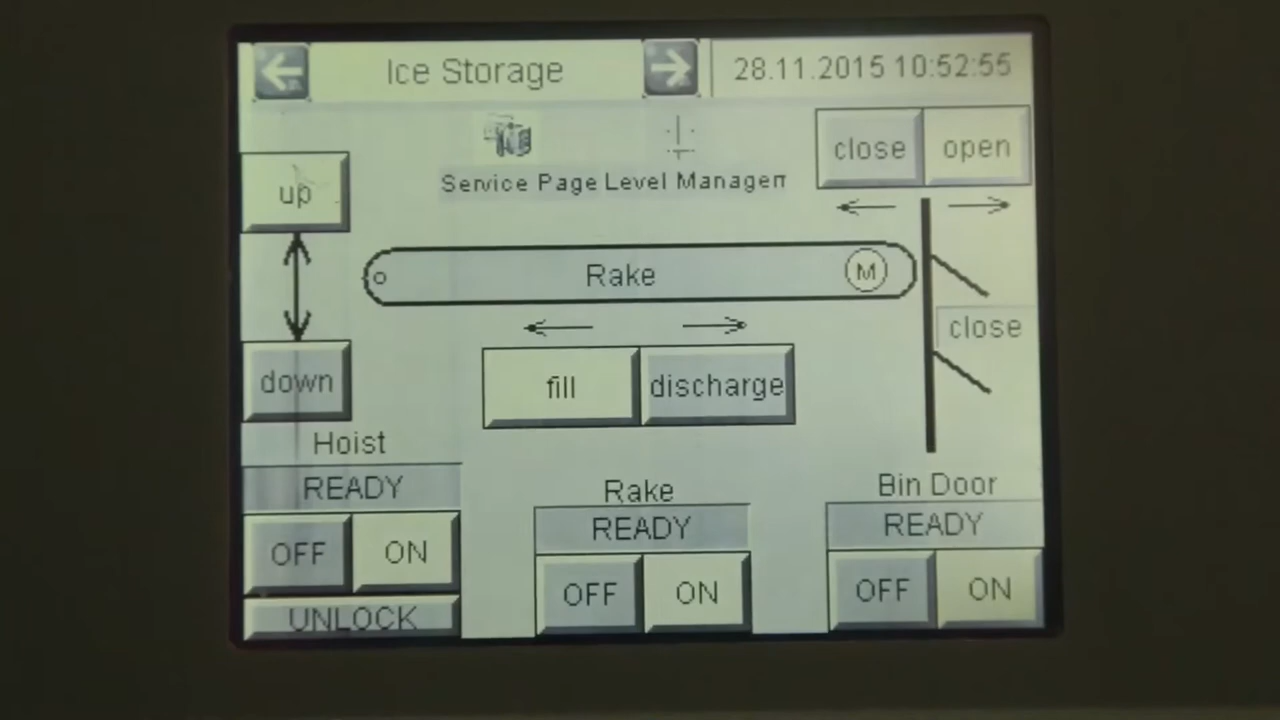 Ice Storage
28.11.2015 10:52:55
close
open
up
Service Page Level Managem
Rake
M
close
fill
discharge
down
Hoist
READY
OFF ON
UNLOCK
Rake
READY
OFF ON
Bin Door
READY
OFF ON